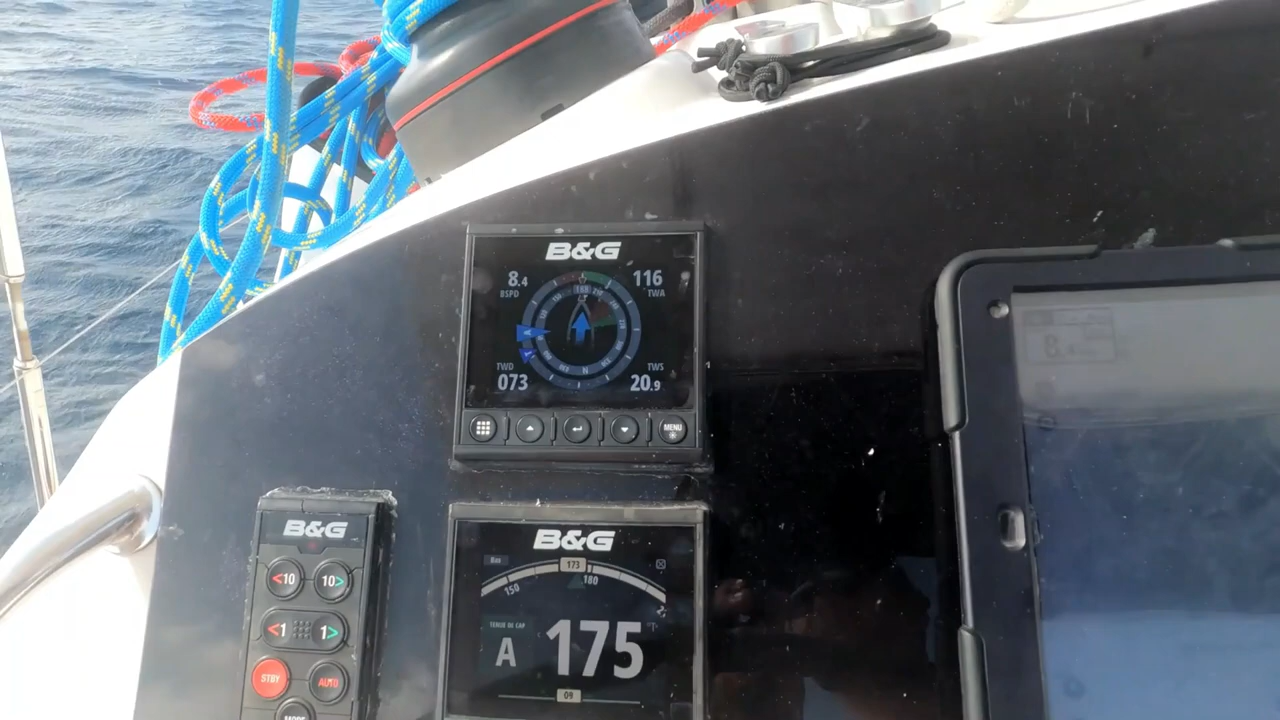 B&G
8.4
BSPD
116
TWA
TWD
073
TWS
20.9
N
MENU
B&G
<10
10>
<1
1>
STBY
AUTO
MODE
B&G
173
150
180
TENUE DE CAP
A
175
09